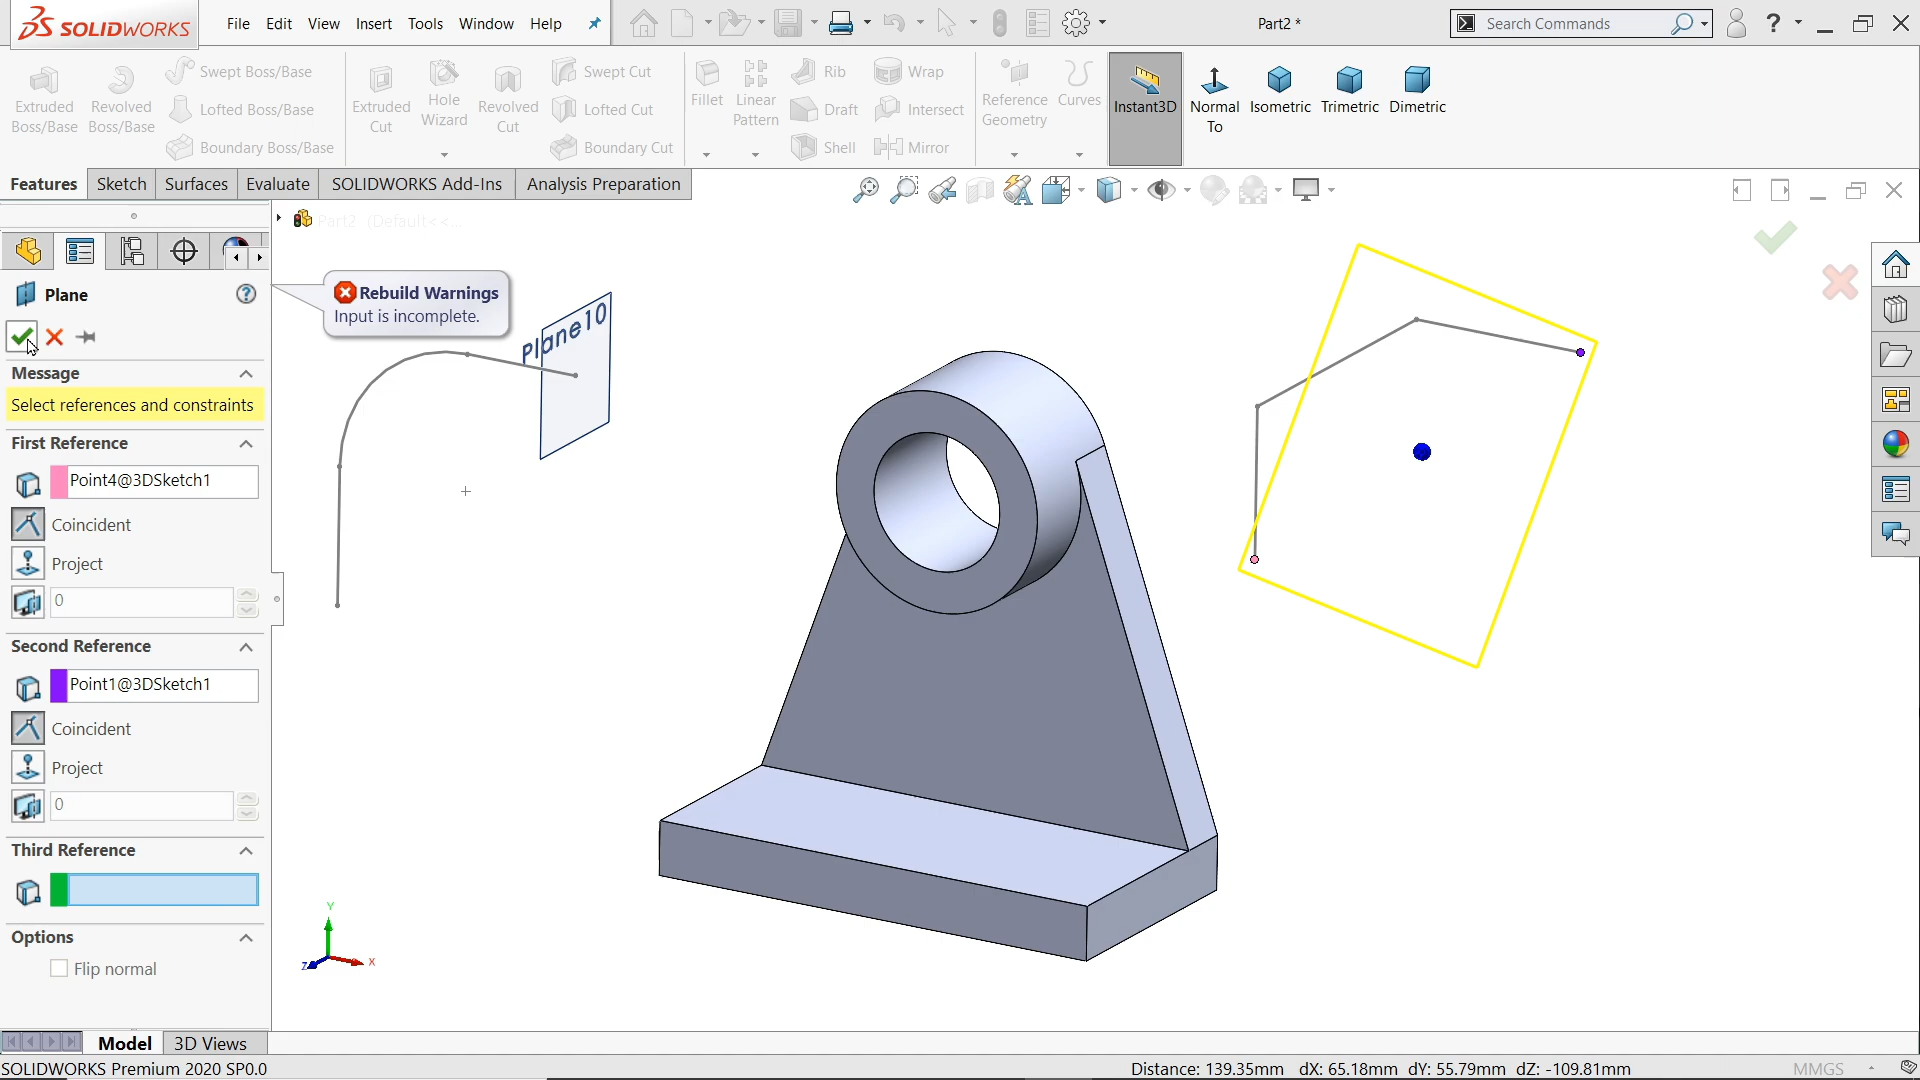 SOLIDWORKS
File Edit View Insert Tools Window Help
Part2 *
Search Commands
?
Extruded Boss/Base
Revolved Boss/Base
Swept Boss/Base
Lofted Boss/Base
Boundary Boss/Base
Extruded Cut
Hole Wizard
Revolved Cut
Swept Cut
Lofted Cut
Boundary Cut
Fillet
Linear Pattern
Rib
Draft
Shell
Wrap
Intersect
Mirror
Reference Geometry
Curves
Instant3D
Normal To
Isometric
Trimetric
Dimetric
Features Sketch Surfaces Evaluate SOLIDWORKS Add-Ins Analysis Preparation
Part2 (Default<<...
Plane
?
Rebuild Warnings
Input is incomplete.
Plane10
Message
Select references and constraints
First Reference
Point4@3DSketch1
Coincident
Project
0
Second Reference
Point1@3DSketch1
Coincident
Project
0
Third Reference
Options
Flip normal
Y
Z
X
Model 3D Views
SOLIDWORKS Premium 2020 SP0.0
Distance: 139.35mm dX: 65.18mm dY: 55.79mm dZ: -109.81mm
MMGS